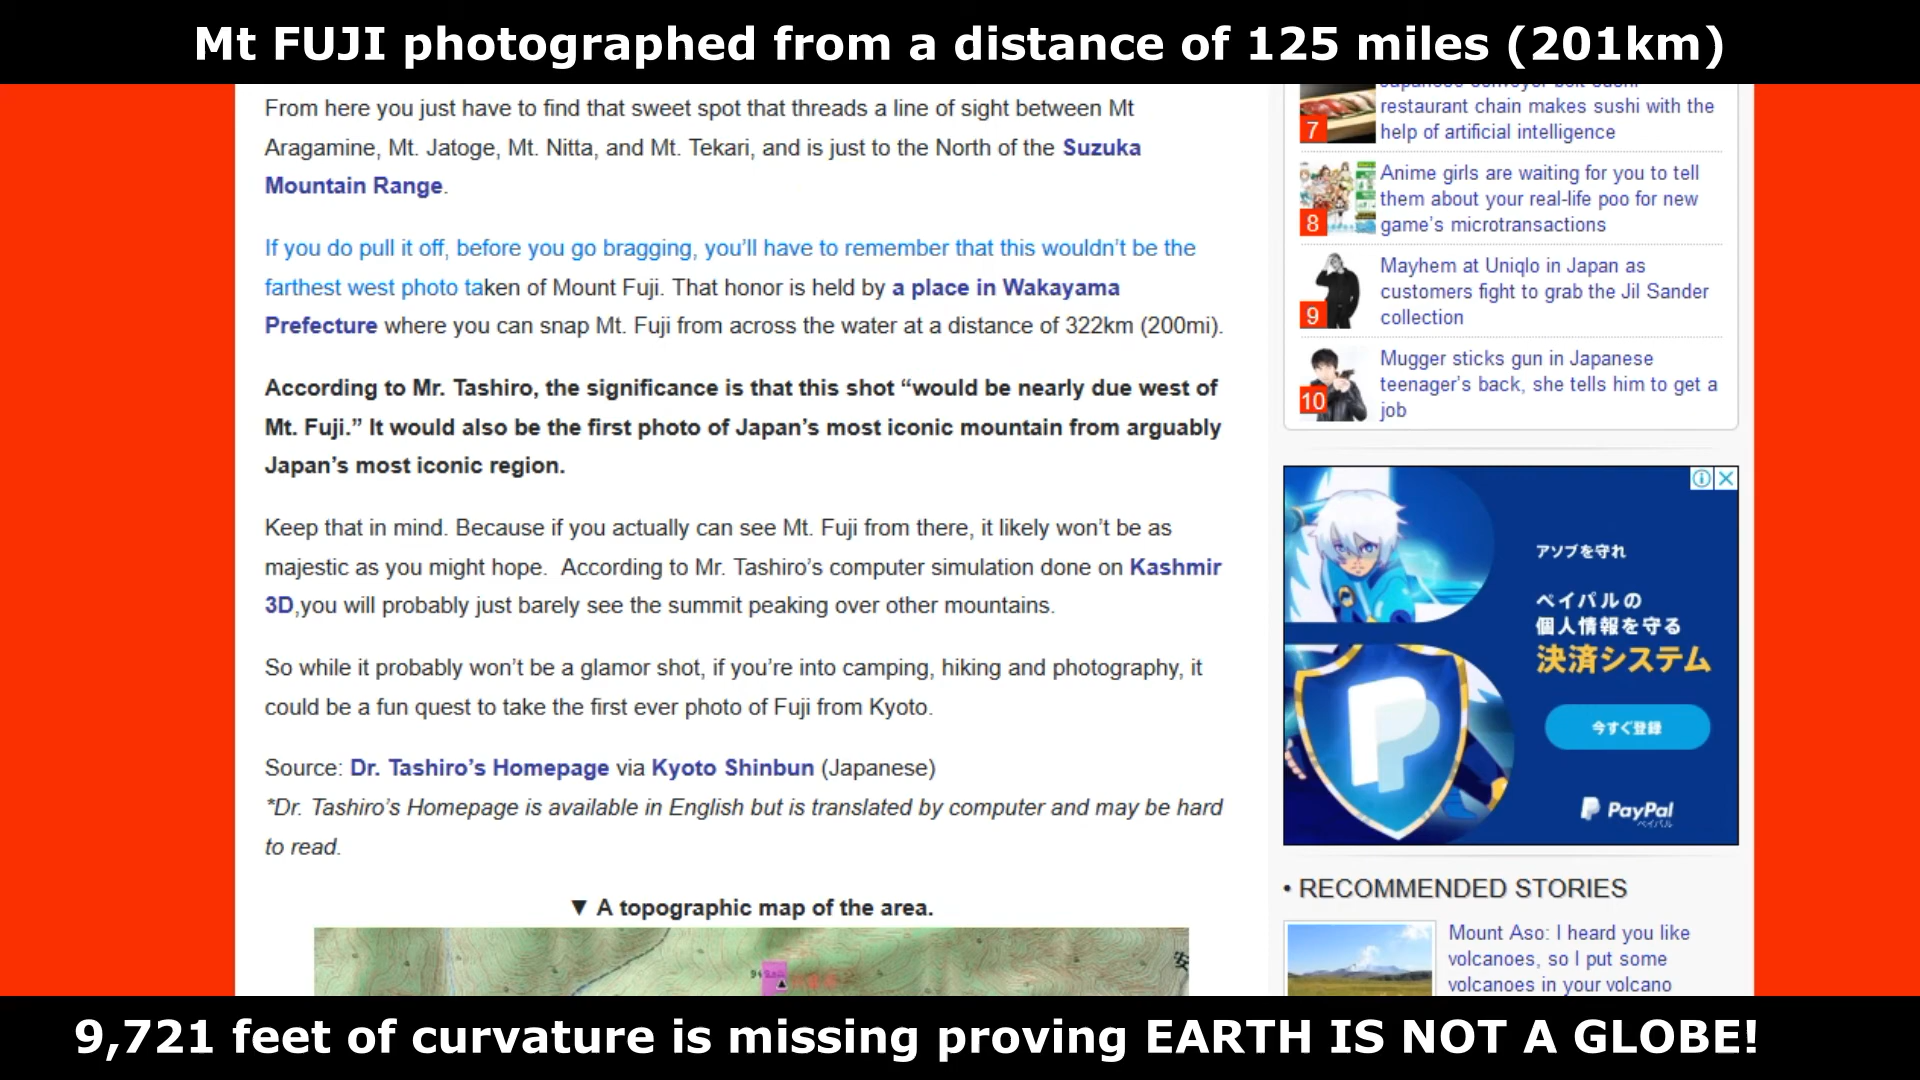 Mt FUJI photographed from a distance of 125 miles (201km)
From here you just have to find that sweet spot that threads a line of sight between Mt
Aragamine, Mt. Jatoge, Mt. Nitta, and Mt. Tekari, and is just to the North of the Suzuka
Mountain Range.
If you do pull it off, before you go bragging, you’ll have to remember that this wouldn’t be the
farthest west photo taken of Mount Fuji. That honor is held by a place in Wakayama
Prefecture where you can snap Mt. Fuji from across the water at a distance of 322km (200mi).
According to Mr. Tashiro, the significance is that this shot “would be nearly due west of
Mt. Fuji.” It would also be the first photo of Japan’s most iconic mountain from arguably
Japan’s most iconic region.
Keep that in mind. Because if you actually can see Mt. Fuji from there, it likely won’t be as
majestic as you might hope.  According to Mr. Tashiro’s computer simulation done on Kashmir
3D,you will probably just barely see the summit peaking over other mountains.
So while it probably won’t be a glamor shot, if you’re into camping, hiking and photography, it
could be a fun quest to take the first ever photo of Fuji from Kyoto.
Source: Dr. Tashiro’s Homepage via Kyoto Shinbun (Japanese)
*Dr. Tashiro’s Homepage is available in English but is translated by computer and may be hard
to read.
▼ A topographic map of the area.
restaurant chain makes sushi with the
help of artificial intelligence
7
Anime girls are waiting for you to tell
them about your real-life poo for new
game’s microtransactions
8
Mayhem at Uniqlo in Japan as
customers fight to grab the Jil Sander
collection
9
Mugger sticks gun in Japanese
teenager’s back, she tells him to get a
job
10
アソブを守れ
ペイパルの
個人情報を守る
決済システム
今すぐ登録
PayPal
ペイパル
• RECOMMENDED STORIES
Mount Aso: I heard you like
volcanoes, so I put some
volcanoes in your volcano
9,721 feet of curvature is missing proving EARTH IS NOT A GLOBE!